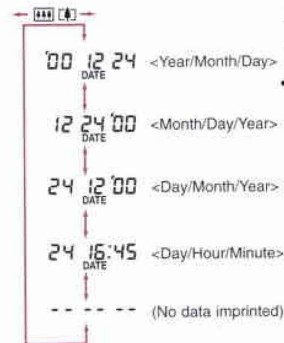 '00 12 24 <Year/Month/Day>
DATE
12 24 '00 <Month/Day/Year>
DATE
24 12 '00 <Day/Month/Year>
DATE
24 16:45 <Day/Hour/Minute>
DATE
-- -- -- (No data imprinted)